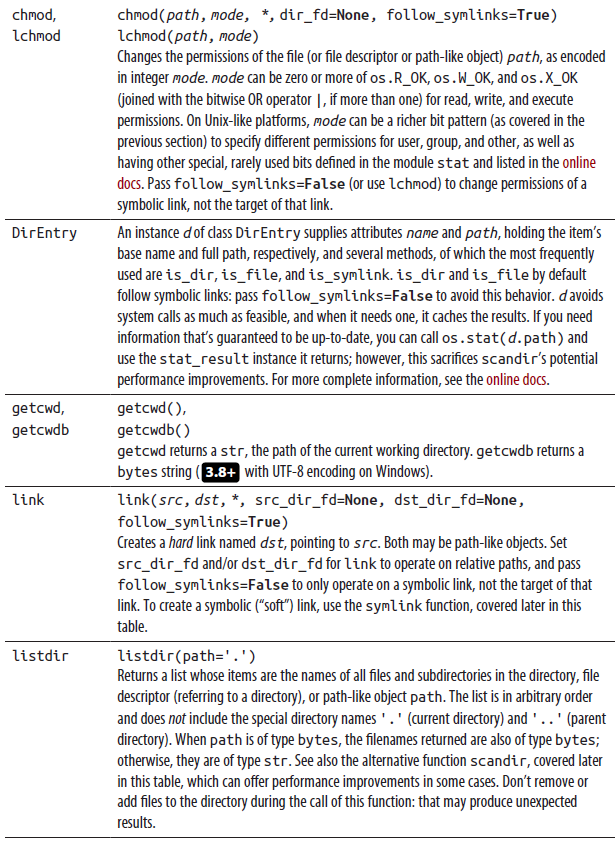 chmod, chmod(path, mode, *, dir_fd=None, follow_symlinks=True)
lchmod lchmod(path, mode)
Changes the permissions of the file (or file descriptor or path-like object) path, as encoded
in integer mode. mode can be zero or more of os.R_OK, os.W_OK, and os.X_OK
(joined with the bitwise OR operator |, if more than one) for read, write, and execute
permissions. On Unix-like platforms, mode can be a richer bit pattern (as covered in the
previous section) to specify different permissions for user, group, and other, as well as
having other special, rarely used bits defined in the module stat and listed in the online
docs. Pass follow_symlinks=False (or use lchmod) to change permissions of a
symbolic link, not the target of that link.
DirEntry An instance d of class DirEntry supplies attributes name and path, holding the item's
base name and full path, respectively, and several methods, of which the most frequently
used are is_dir, is_file, and is_symlink. is_dir and is_file by default
follow symbolic links: pass follow_symlinks=False to avoid this behavior. d avoids
system calls as much as feasible, and when it needs one, it caches the results. If you need
information that's guaranteed to be up-to-date, you can call os.stat(d.path) and
use the stat_result instance it returns; however, this sacrifices scandir's potential
performance improvements. For more complete information, see the online docs.
getcwd, getcwd(),
getcwdb getcwdb()
getcwd returns a str, the path of the current working directory. getcwdb returns a
bytes string ( 3.8+ with UTF-8 encoding on Windows).
link link(src, dst, *, src_dir_fd=None, dst_dir_fd=None,
follow_symlinks=True)
Creates a hard link named dst, pointing to src. Both may be path-like objects. Set
src_dir_fd and/or dst_dir_fd for link to operate on relative paths, and pass
follow_symlinks=False to only operate on a symbolic link, not the target of that
link. To create a symbolic (“soft”) link, use the symlink function, covered later in this
table.
listdir listdir(path='.')
Returns a list whose items are the names of all files and subdirectories in the directory, file
descriptor (referring to a directory), or path-like object path. The list is in arbitrary order
and does not include the special directory names '.' (current directory) and '..' (parent
directory). When path is of type bytes, the filenames returned are also of type bytes;
otherwise, they are of type str. See also the alternative function scandir, covered later
in this table, which can offer performance improvements in some cases. Don't remove or
add files to the directory during the call of this function: that may produce unexpected
results.